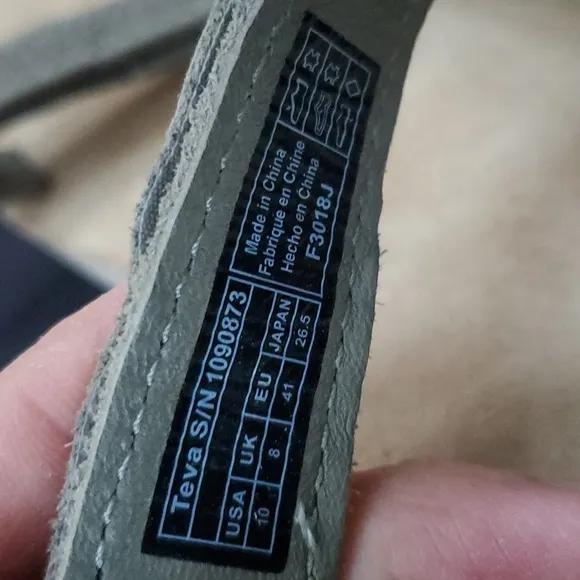 Made in China
Fabrique en Chine
Hecho en China
F3018J
Teva S/N 1090873
USA UK EU JAPAN
10 8 41 26.5